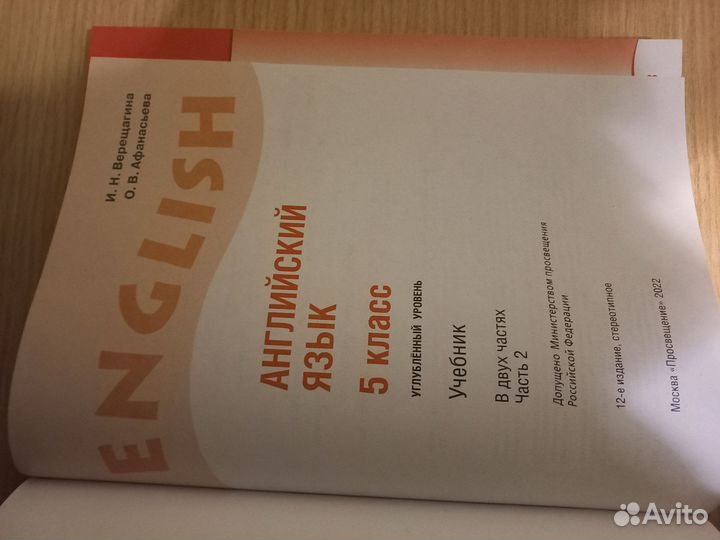 И. Н. Верещагина
О. В. Афанасьева
ENGLISH
АНГЛИЙСКИЙ
ЯЗЫК
5 класс
УГЛУБЛЁННЫЙ УРОВЕНЬ
Учебник
В двух частях
Часть 2
Допущено Министерством просвещения
Российской Федерации
12-е издание, стереотипное
Москва «Просвещение» 2022
Avito